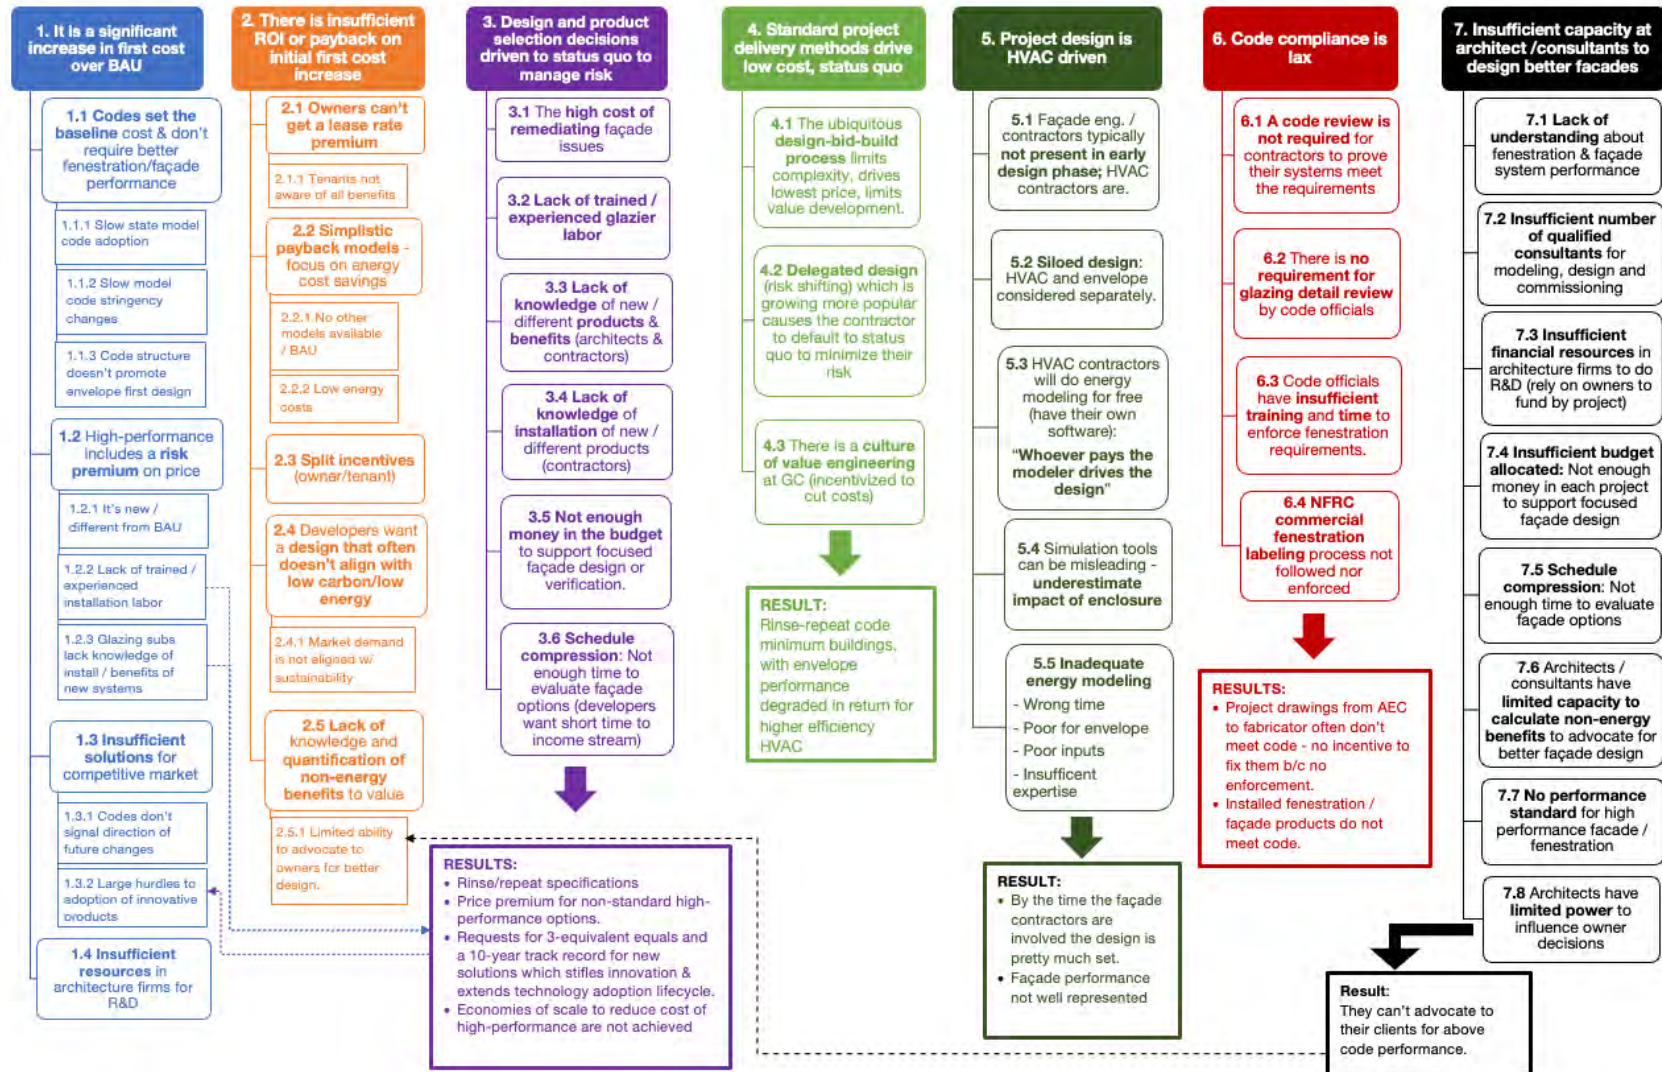 1. It is a significant
increase in first cost
over BAU
1.1 Codes set the
baseline cost & don't
require better
fenestration/façade
performance
1.1.1 Slow state model
code adoption
1.1.2 Slow model
code stringency
changes
1.1.3 Code structure
doesn't promote
envelope first design
1.2 High-performance
includes a risk
premium on price
1.2.1 It's new /
different from BAU
1.2.2 Lack of trained /
experienced
installation labor
1.2.3 Glazing subs
lack knowledge of
install / benefits of
new systems
1.3 Insufficient
solutions for
competitive market
1.3.1 Codes don't
signal direction of
future changes
1.3.2 Large hurdles to
adoption of innovative
products
1.4 Insufficient
resources in
architecture firms for
R&D
2. There is insufficient
ROI or payback on
initial first cost
increase
2.1 Owners can't
get a lease rate
premium
2.1.1 Tenants not
aware of all benefits
2.2 Simplistic
payback models -
focus on energy
cost savings
2.2.1 No other
models available
/ BAU
2.2.2 Low energy
costs
2.3 Split incentives
(owner/tenant)
2.4 Developers want
a design that often
doesn't align with
low carbon/low
energy
2.4.1 Market demand
is not aligned w/
sustainability
2.5 Lack of
knowledge and
quantification of
non-energy
benefits to value
2.5.1 Limited ability
to advocate to
owners for better
design.
3. Design and product
selection decisions
driven to status quo to
manage risk
3.1 The high cost of
remediating façade
issues
3.2 Lack of trained /
experienced glazier
labor
3.3 Lack of
knowledge of new /
different products &
benefits (architects &
contractors)
3.4 Lack of
knowledge of
installation of new /
different products
(contractors)
3.5 Not enough
money in the budget
to support focused
façade design or
verification.
3.6 Schedule
compression: Not
enough time to
evaluate façade
options (developers
want short time to
income stream)
RESULTS:
• Rinse/repeat specifications
• Price premium for non-standard high-
performance options.
• Requests for 3-equivalent equals and
a 10-year track record for new
solutions which stifles innovation &
extends technology adoption lifecycle.
• Economies of scale to reduce cost of
high-performance are not achieved
4. Standard project
delivery methods drive
low cost, status quo
4.1 The ubiquitous
design-bid-build
process limits
complexity, drives
lowest price, limits
value development.
4.2 Delegated design
(risk shifting) which is
growing more popular
causes the contractor
to default to status
quo to minimize their
risk
4.3 There is a culture
of value engineering
at GC (incentivized to
cut costs)
RESULT:
Rinse-repeat code
minimum buildings,
with envelope
performance
degraded in return for
higher efficiency
HVAC
5. Project design is
HVAC driven
5.1 Façade eng. /
contractors typically
not present in early
design phase; HVAC
contractors are.
5.2 Siloed design:
HVAC and envelope
considered separately.
5.3 HVAC contractors
will do energy
modeling for free
(have their own
software):
"Whoever pays the
modeler drives the
design"
5.4 Simulation tools
can be misleading -
underestimate
impact of enclosure
5.5 Inadequate
energy modeling
- Wrong time
- Poor for envelope
- Poor inputs
- Insufficent
expertise
RESULT:
• By the time the façade
contractors are
involved the design is
pretty much set.
• Façade performance
not well represented
6. Code compliance is
lax
6.1 A code review is
not required for
contractors to prove
their systems meet
the requirements
6.2 There is no
requirement for
glazing detail review
by code officials
6.3 Code officials
have insufficient
training and time to
enforce fenestration
requirements.
6.4 NFRC
commercial
fenestration
labeling process not
followed nor
enforced
RESULTS:
• Project drawings from AEC
to fabricator often don't
meet code - no incentive to
fix them b/c no
enforcement.
• Installed fenestration /
façade products do not
meet code.
7. Insufficient capacity at
architect /consultants to
design better facades
7.1 Lack of
understanding about
fenestration & façade
system performance
7.2 Insufficient number
of qualified
consultants for
modeling, design and
commissioning
7.3 Insufficient
financial resources in
architecture firms to do
R&D (rely on owners to
fund by project)
7.4 Insufficient budget
allocated: Not enough
money in each project
to support focused
façade design
7.5 Schedule
compression: Not
enough time to evaluate
façade options
7.6 Architects /
consultants have
limited capacity to
calculate non-energy
benefits to advocate for
better façade design
7.7 No performance
standard for high
performance facade /
fenestration
7.8 Architects have
limited power to
influence owner
decisions
Result:
They can't advocate to
their clients for above
code performance.